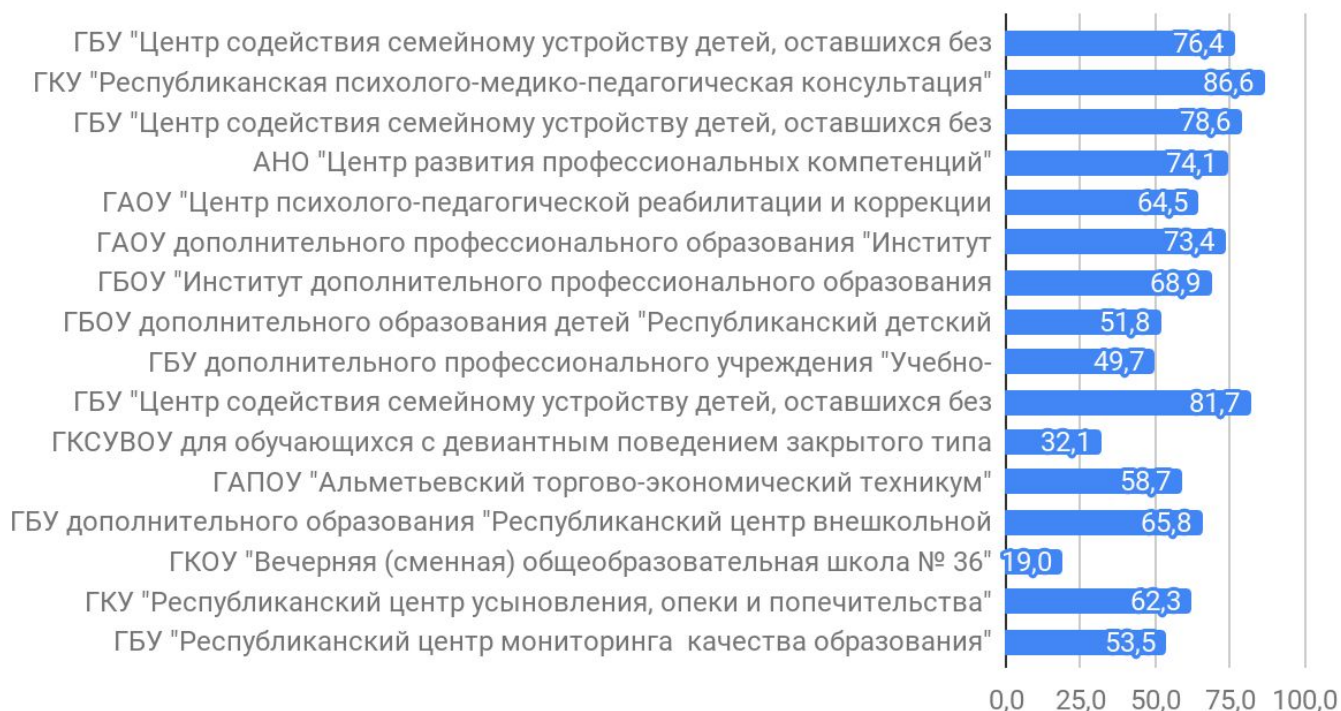 ГБУ "Центр содействия семейному устройству детей, оставшихся без 76,4
ГКУ "Республиканская психолого-медико-педагогическая консультация" 86,6
ГБУ "Центр содействия семейному устройству детей, оставшихся без 78,6
АНО "Центр развития профессиональных компетенций" 74,1
ГАОУ "Центр психолого-педагогической реабилитации и коррекции 64,5
ГАОУ дополнительного профессионального образования "Институт 73,4
ГБОУ "Институт дополнительного профессионального образования 68,9
ГБОУ дополнительного образования детей "Республиканский детский 51,8
ГБУ дополнительного профессионального учреждения "Учебно- 49,7
ГБУ "Центр содействия семейному устройству детей, оставшихся без 81,7
ГКСУВОУ для обучающихся с девиантным поведением закрытого типа 32,1
ГАПОУ "Альметьевский торгово-экономический техникум" 58,7
ГБУ дополнительного образования "Республиканский центр внешкольной 65,8
ГКОУ "Вечерняя (сменная) общеобразовательная школа № 36" 19,0
ГКУ "Республиканский центр усыновления, опеки и попечительства" 62,3
ГБУ "Республиканский центр мониторинга качества образования" 53,5
0,0 25,0 50,0 75,0 100,0